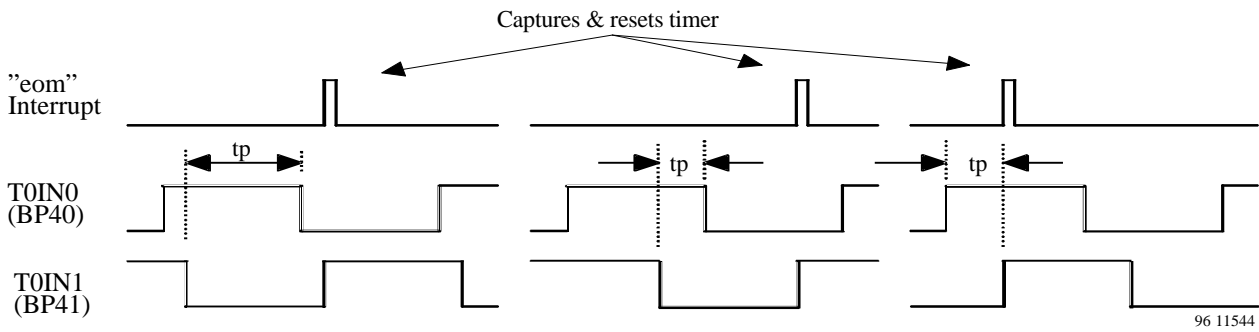 Captures & resets timer
”eom”
Interrupt
tp
tp
tp
T0IN0
(BP40)
T0IN1
(BP41)
96 11544